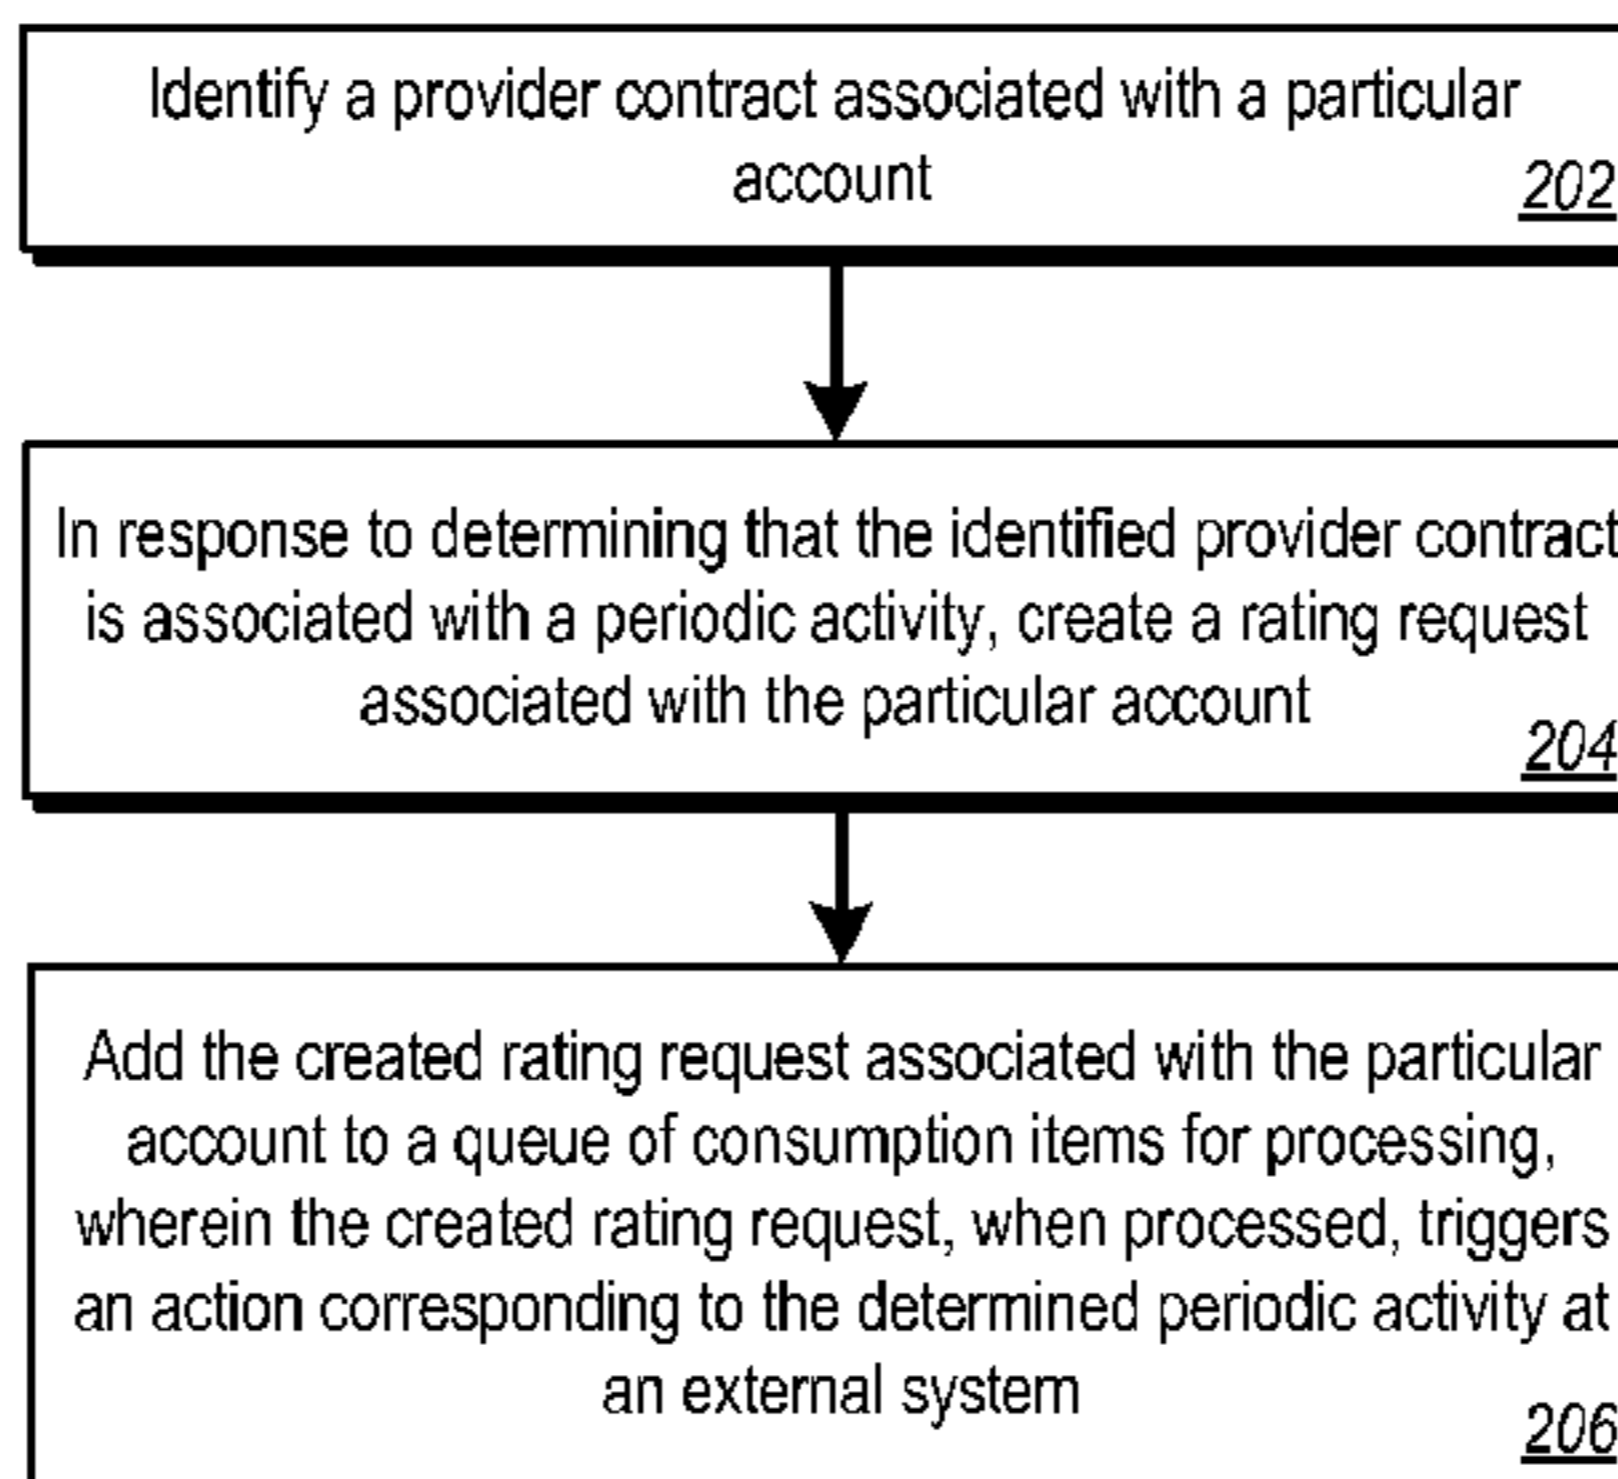 Identify a provider contract associated with a particular
account
202
In response to determining that the identified provider contract
is associated with a periodic activity, create a rating request
associated with the particular account
204
Add the created rating request associated with the particular
account to a queue of consumption items for processing,
wherein the created rating request, when processed, triggers
an action corresponding to the determined periodic activity at
an external system
206